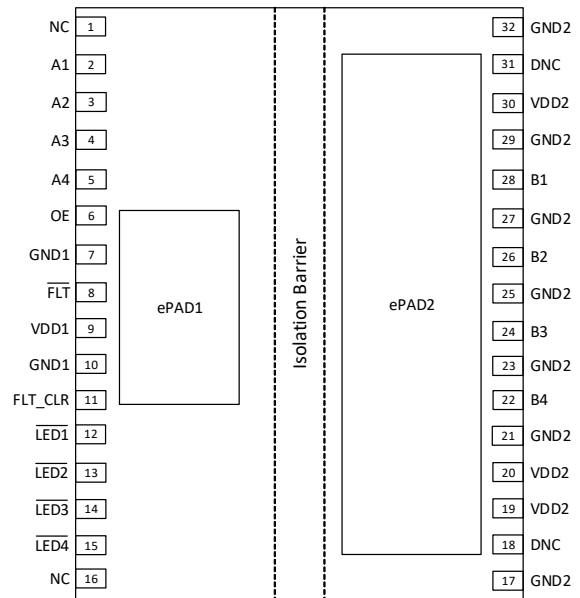 NC 1
A1 2
A2 3
A3 4
A4 5
OE 6
GND1 7
FLT 8
VDD1 9
GND1 10
FLT_CLR 11
LED1 12
LED2 13
LED3 14
LED4 15
NC 16
ePAD1
Isolation Barrier
ePAD2
32 GND2
31 DNC
30 VDD2
29 GND2
28 B1
27 GND2
26 B2
25 GND2
24 B3
23 GND2
22 B4
21 GND2
20 VDD2
19 VDD2
18 DNC
17 GND2